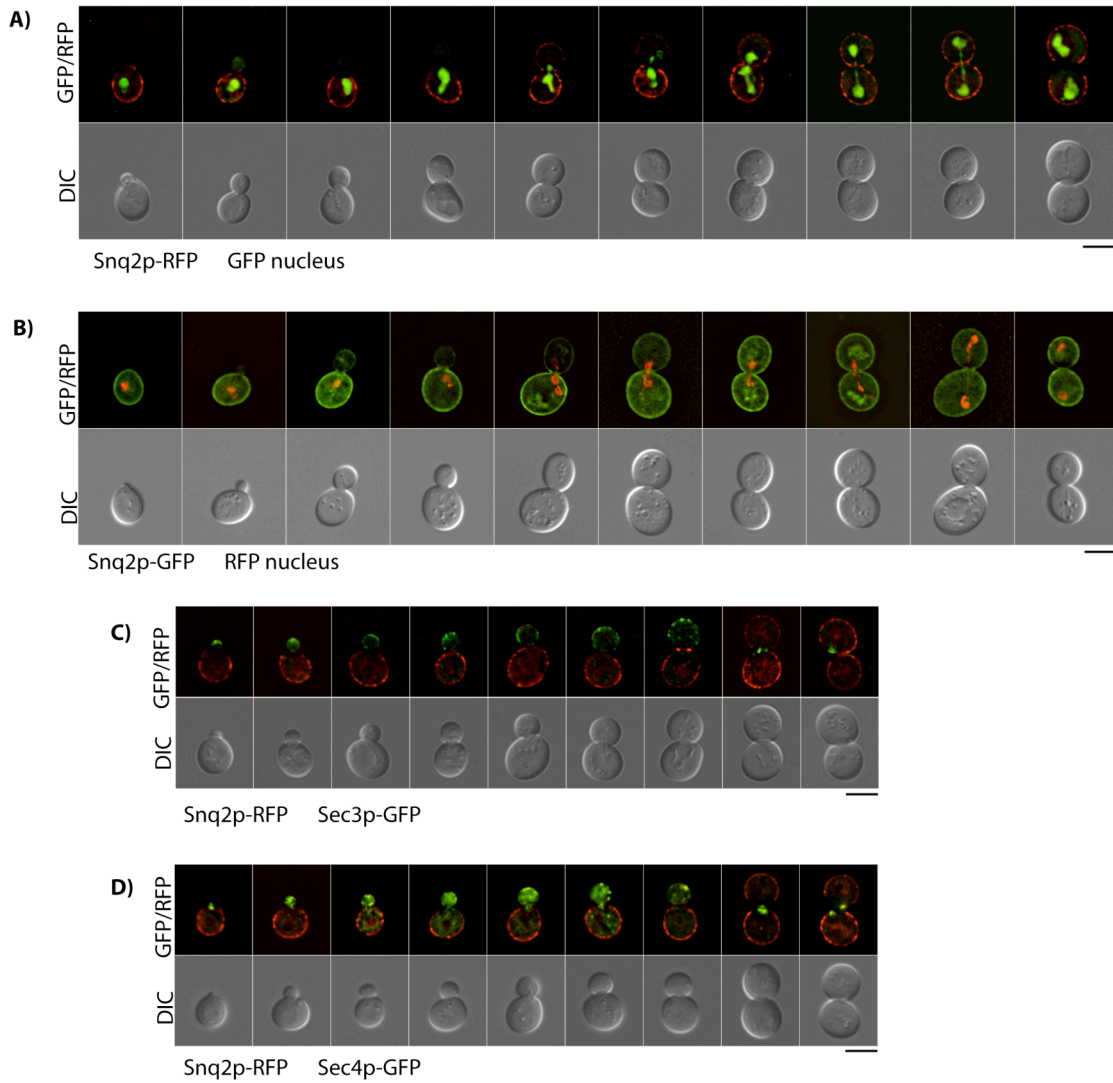 A)
GFP/RFP
DIC
Snq2p-RFP GFP nucleus
B)
GFP/RFP
DIC
Snq2p-GFP RFP nucleus
C)
GFP/RFP
DIC
Snq2p-RFP Sec3p-GFP
D)
GFP/RFP
DIC
Snq2p-RFP Sec4p-GFP